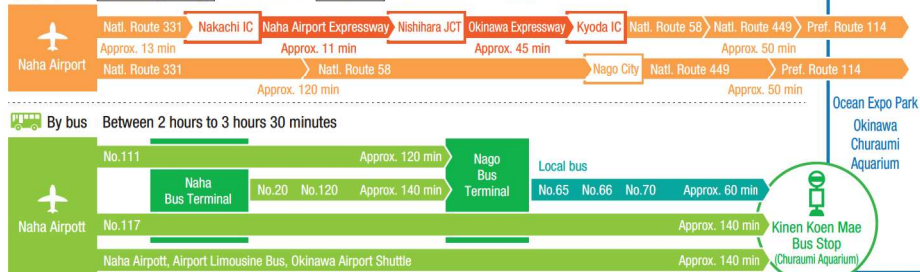 Natl. Route 331 Nakachi IC Naha Airport Expressway Nishihara JCT Okinawa Expressway Kyoda IC Natl. Route 58 Natl. Route 449 Pref. Route 114
Approx. 13 min Approx. 11 min Approx. 45 min Approx. 50 min
Naha Airport
Natl. Route 331 Natl. Route 58 Nago City Natl. Route 449 Pref. Route 114
Approx. 120 min Approx. 50 min
Ocean Expo Park
Okinawa
Churaumi
Aquarium
By bus Between 2 hours to 3 hours 30 minutes
No.111 Approx. 120 min
Naha
Bus Terminal
No.20 No.120 Approx. 140 min
Nago
Bus
Terminal
Local bus
No.65 No.66 No.70 Approx. 60 min
Naha Airpott
No.117 Approx. 140 min
Kinen Koen Mae
Bus Stop
(Churaumi Aquarium)
Naha Airpott, Airport Limousine Bus, Okinawa Airport Shuttle Approx. 140 min